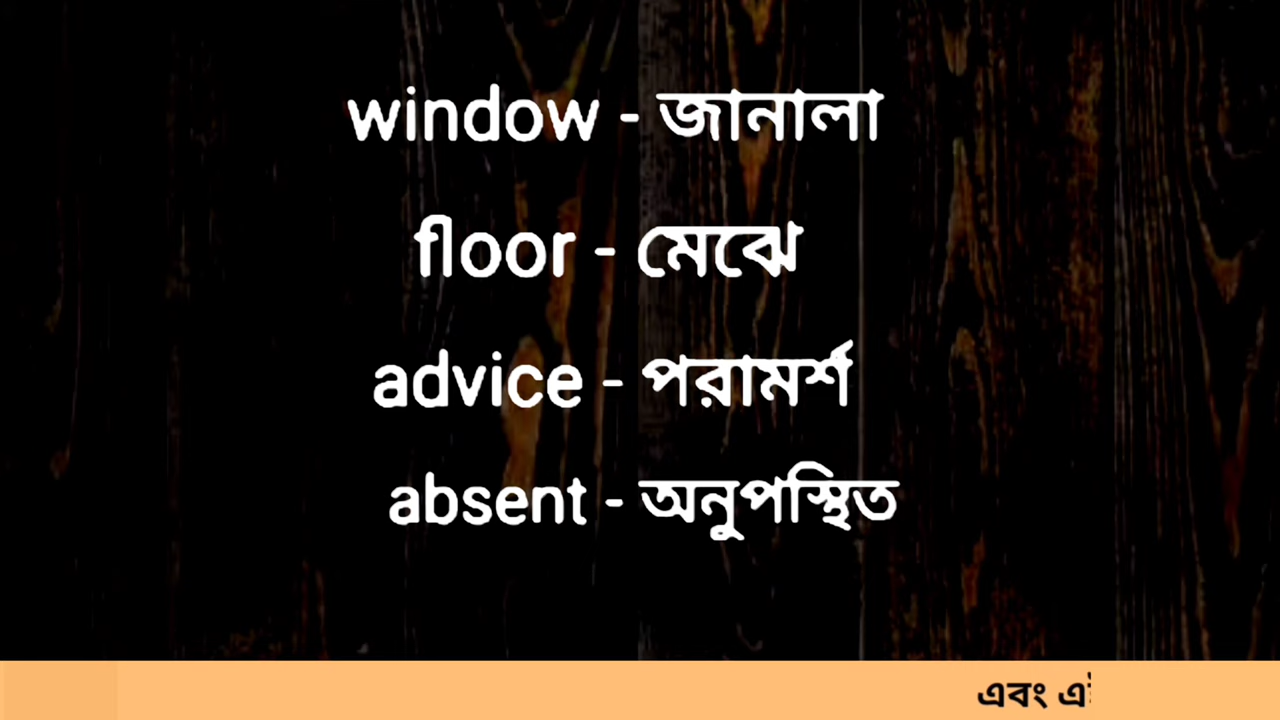 window - জানালা
floor - মেঝে
advice - পরামর্শ
absent - অনুপস্থিত
এবং